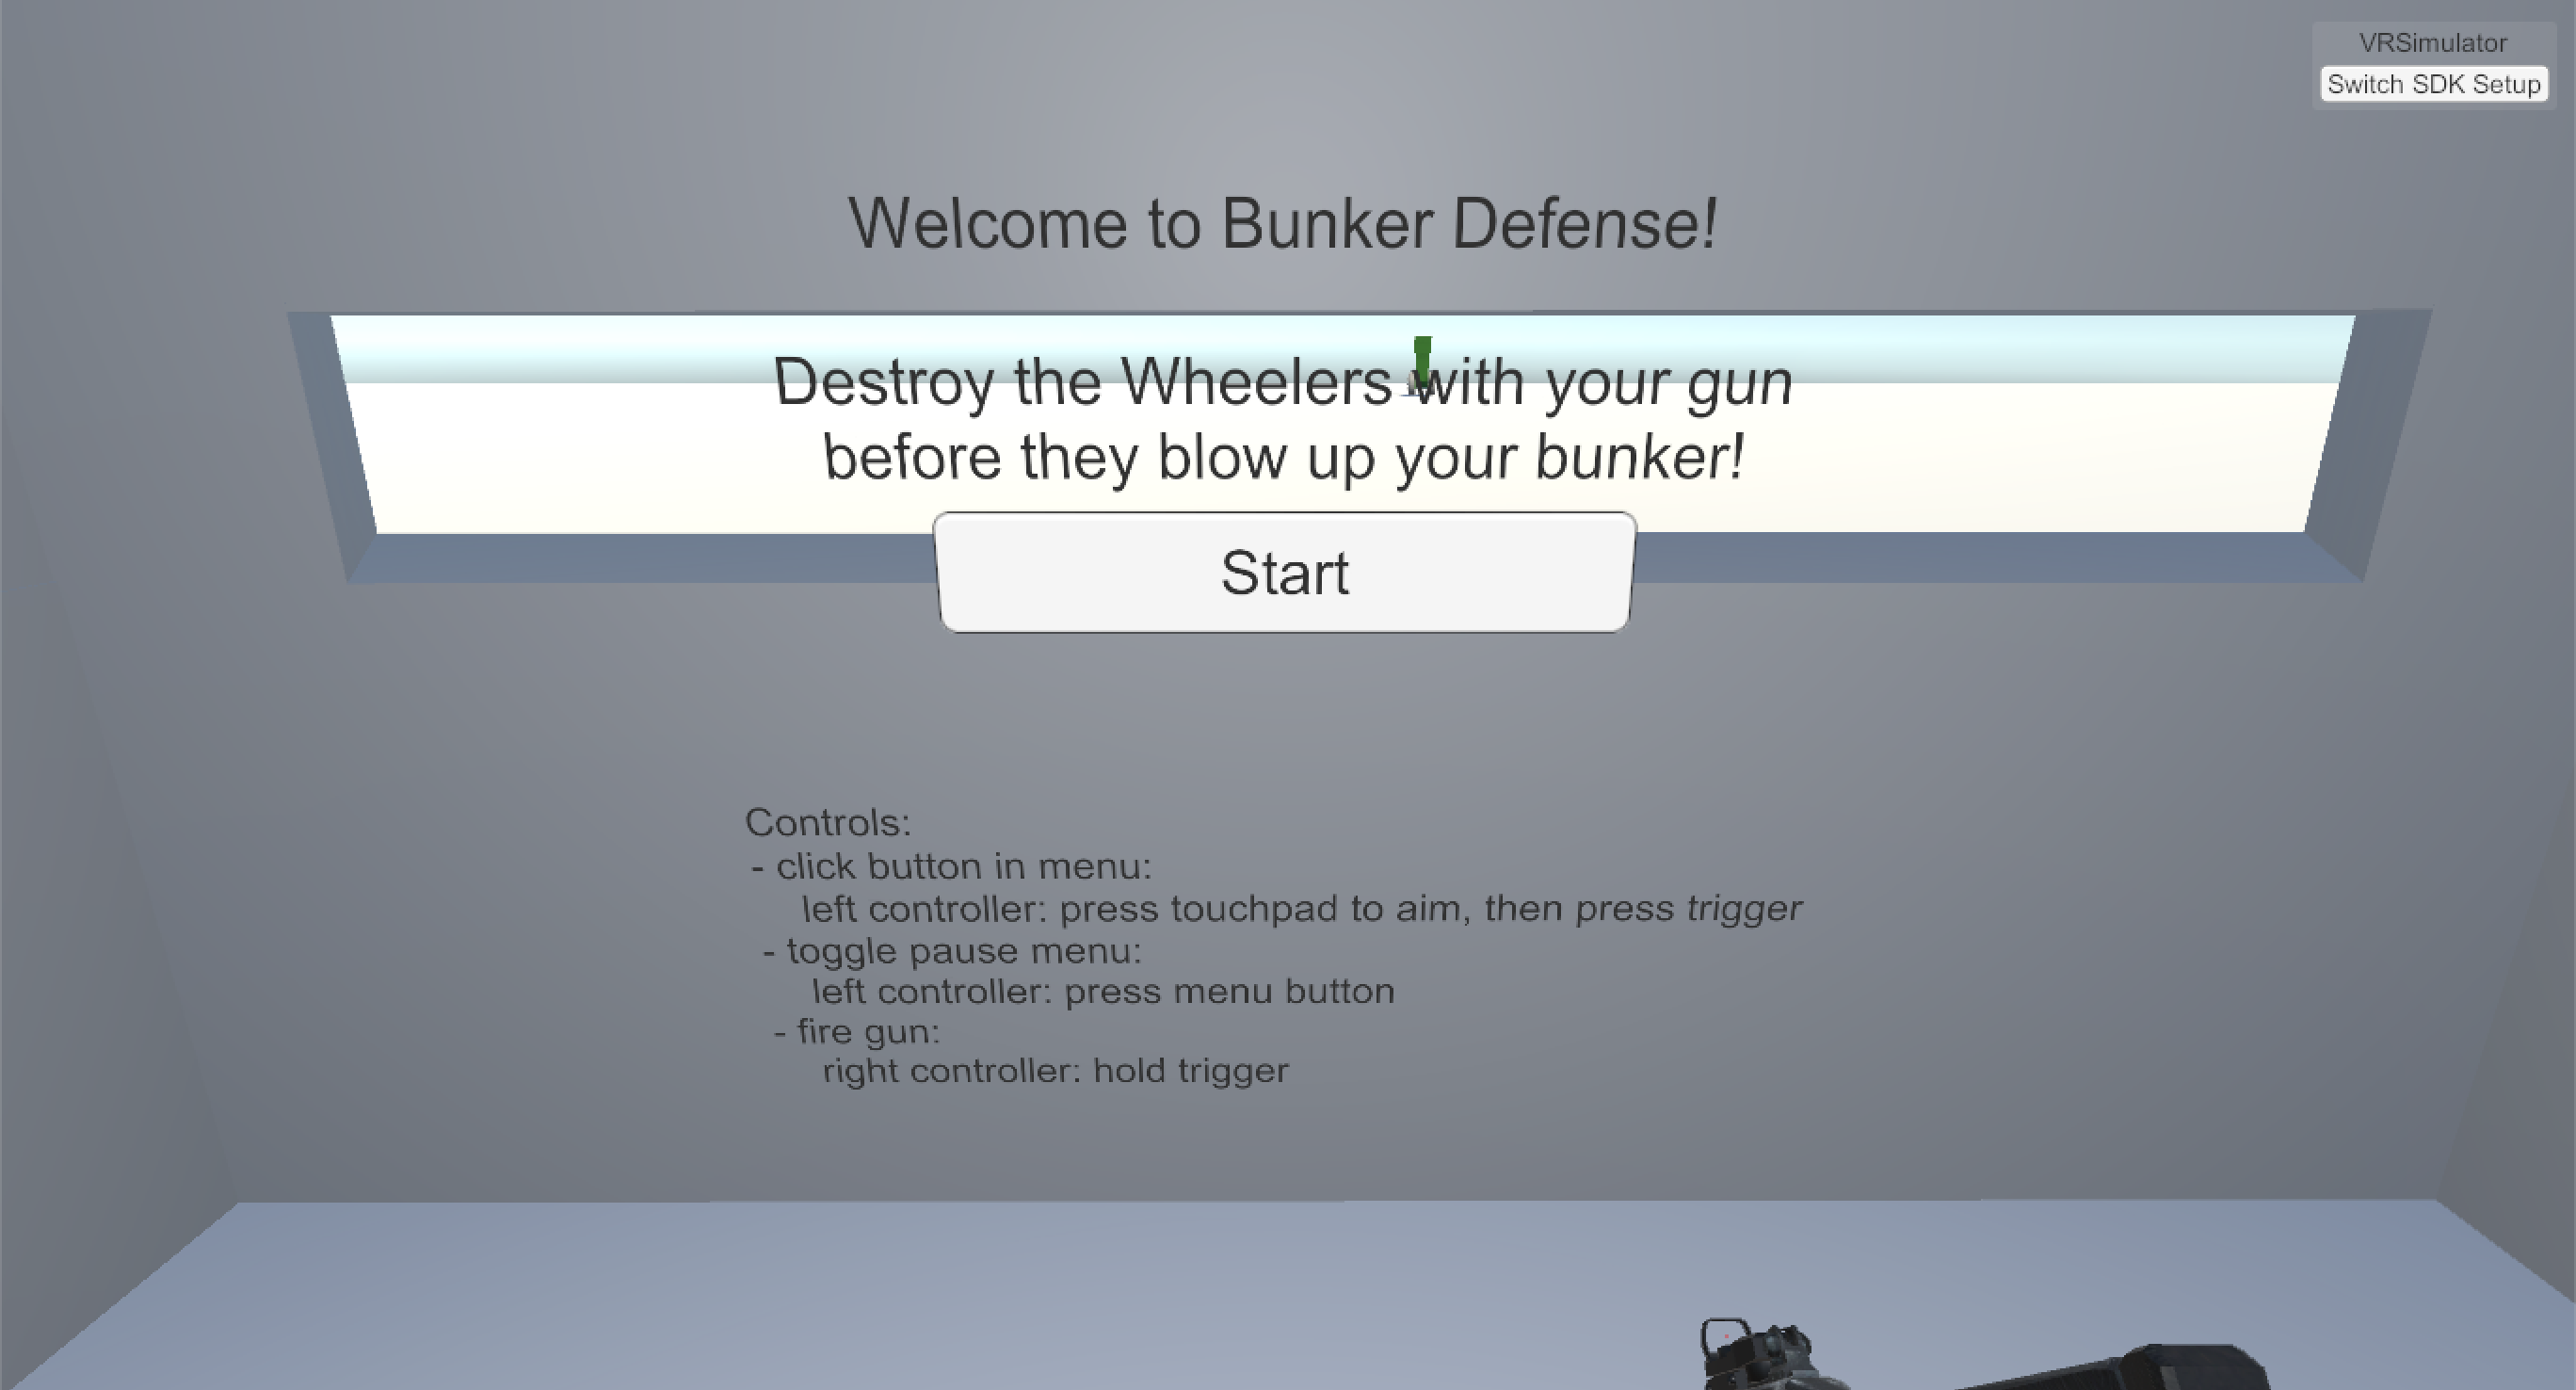 VRSimulator
Switch SDK Setup
Welcome to Bunker Defense!
Destroy the Wheelers with your gun
before they blow up your bunker!
Start
Controls:
- click button in menu:
left controller: press touchpad to aim, then press trigger
- toggle pause menu:
left controller: press menu button
- fire gun:
right controller: hold trigger